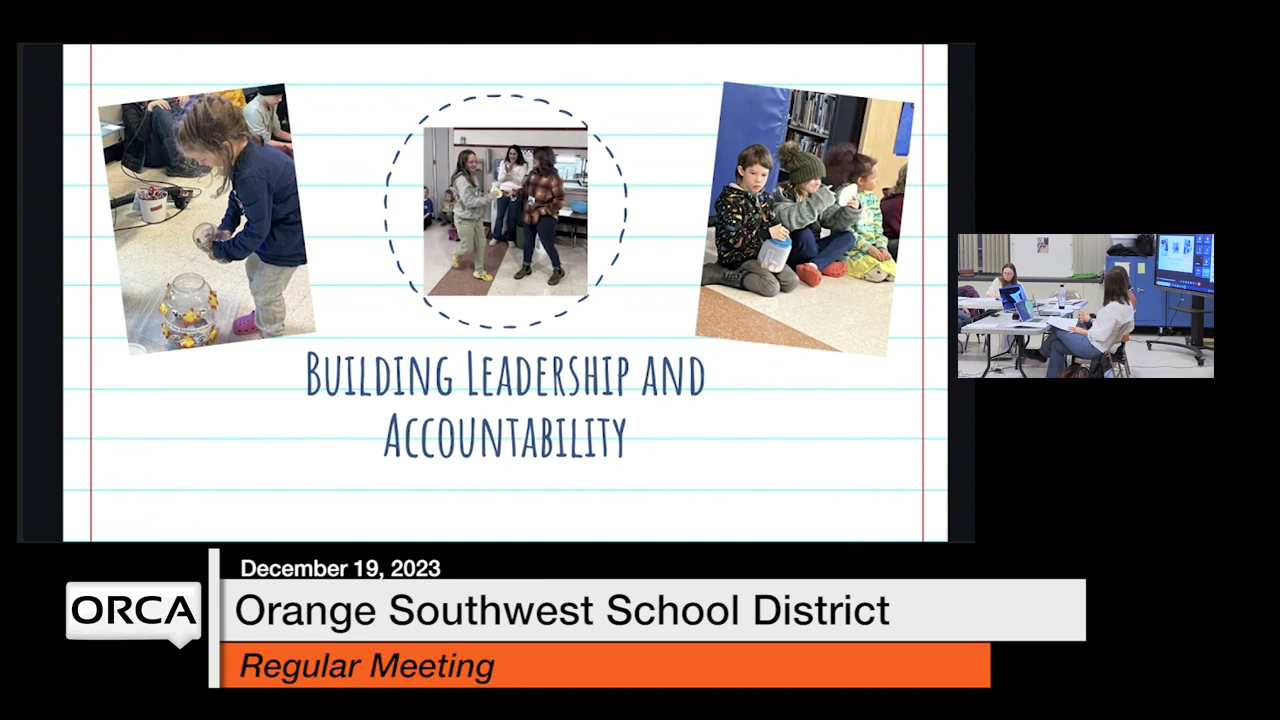 BUILDING LEADERSHIP AND
ACCOUNTABILITY
December 19, 2023
ORCA
Orange Southwest School District
Regular Meeting